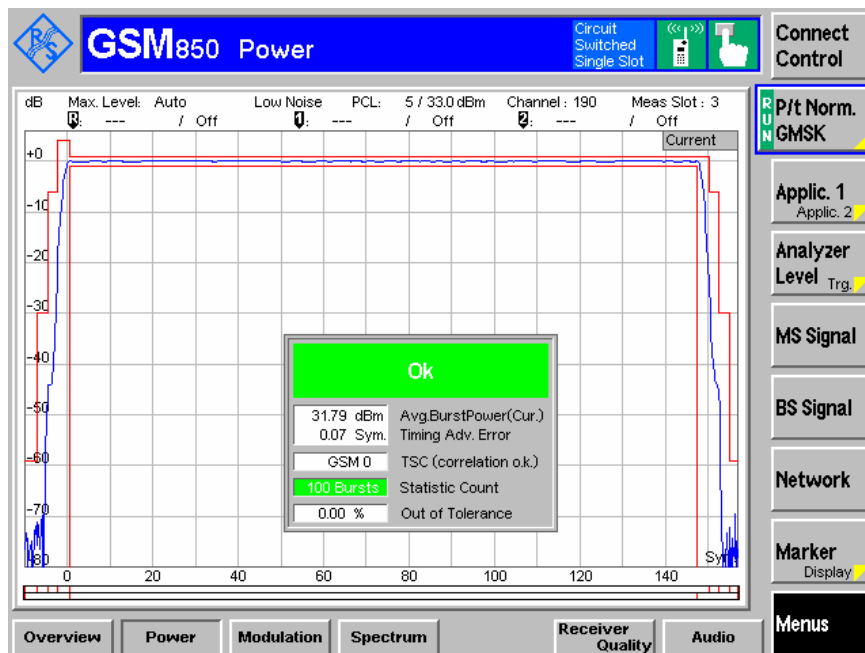 R&S
GSM850 Power
Circuit
Switched
Single Slot
Connect
Control
dB Max. Level: Auto Low Noise PCL: 5 / 33.0 dBm Channel : 190 Meas Slot : 3
R: --- / Off 1: --- / Off 2: --- / Off
Current
RUN
P/t Norm.
GMSK
+0
-10
-20
-30
-40
-50
-60
-70
-80
Ok
31.79 dBm Avg.BurstPower(Cur.)
0.07 Sym. Timing Adv. Error
GSM 0 TSC (correlation o.k.)
100 Bursts Statistic Count
0.00 % Out of Tolerance
0 20 40 60 80 100 120 140
Applic. 1
Applic. 2
Analyzer
Level Trg.
MS Signal
BS Signal
Network
Marker
Display
Menus
Overview
Power
Modulation
Spectrum
Receiver
Quality
Audio